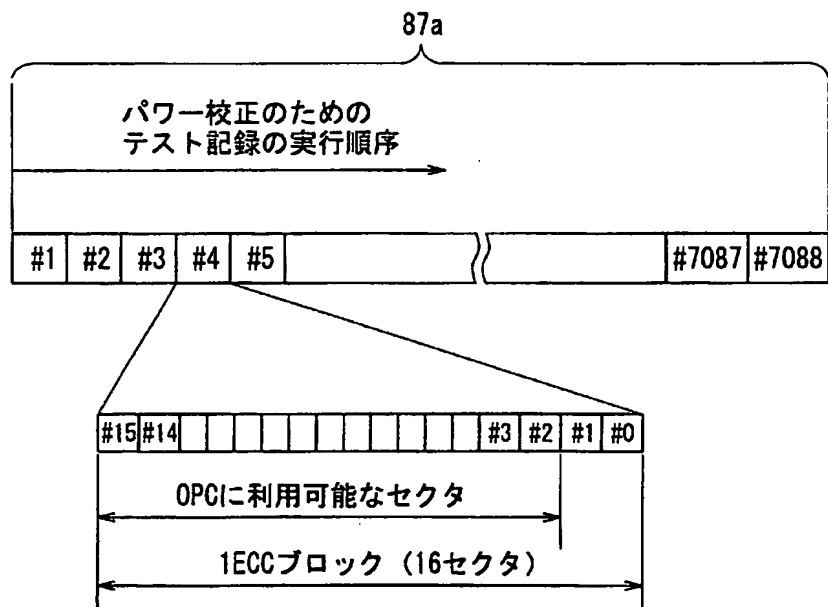 87a
パワー校正のための
テスト記録の実行順序
#1 #2 #3 #4 #5 #7087 #7088
#15 #14 #3 #2 #1 #0
OPCに利用可能なセクタ
1ECCブロック (16セクタ)